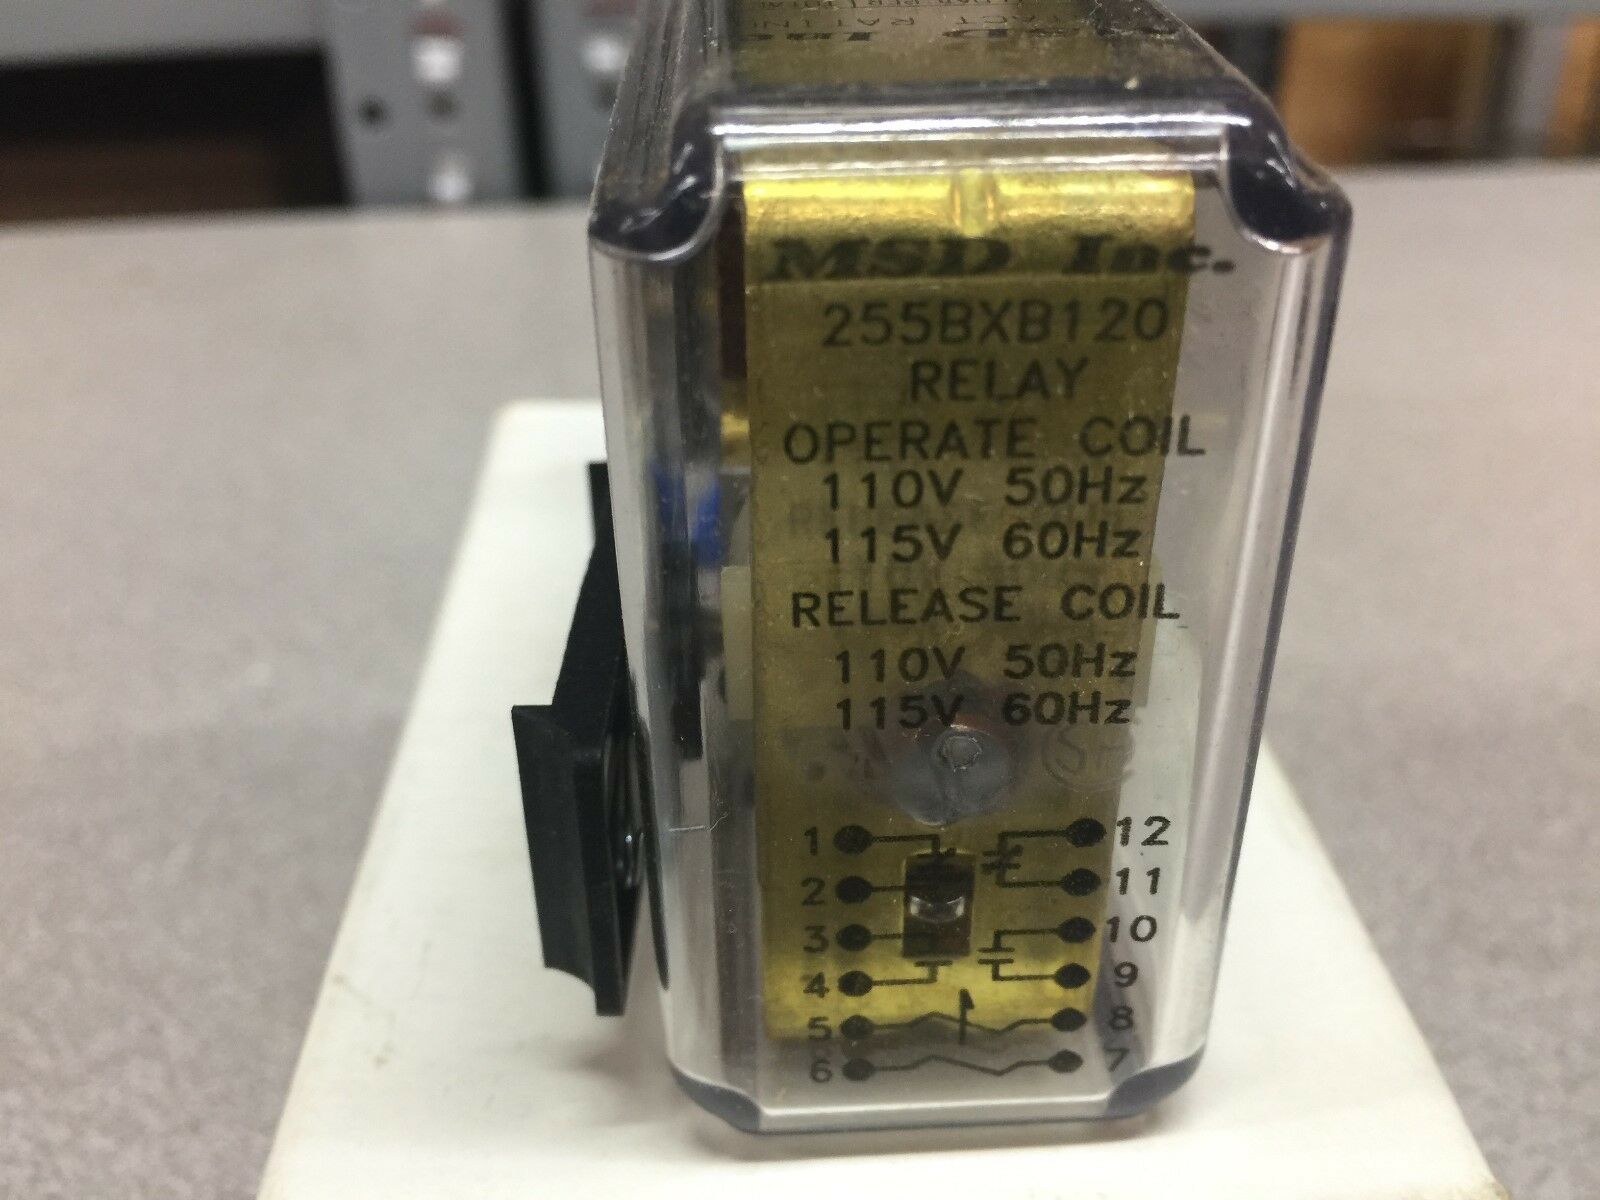 MSD Inc.
255BXB120
RELAY
OPERATE COIL
110V 50Hz
115V 60Hz
RELEASE COIL
110V 50Hz
115V 60Hz
1 12
2 11
3 10
4 9
5 8
6 7